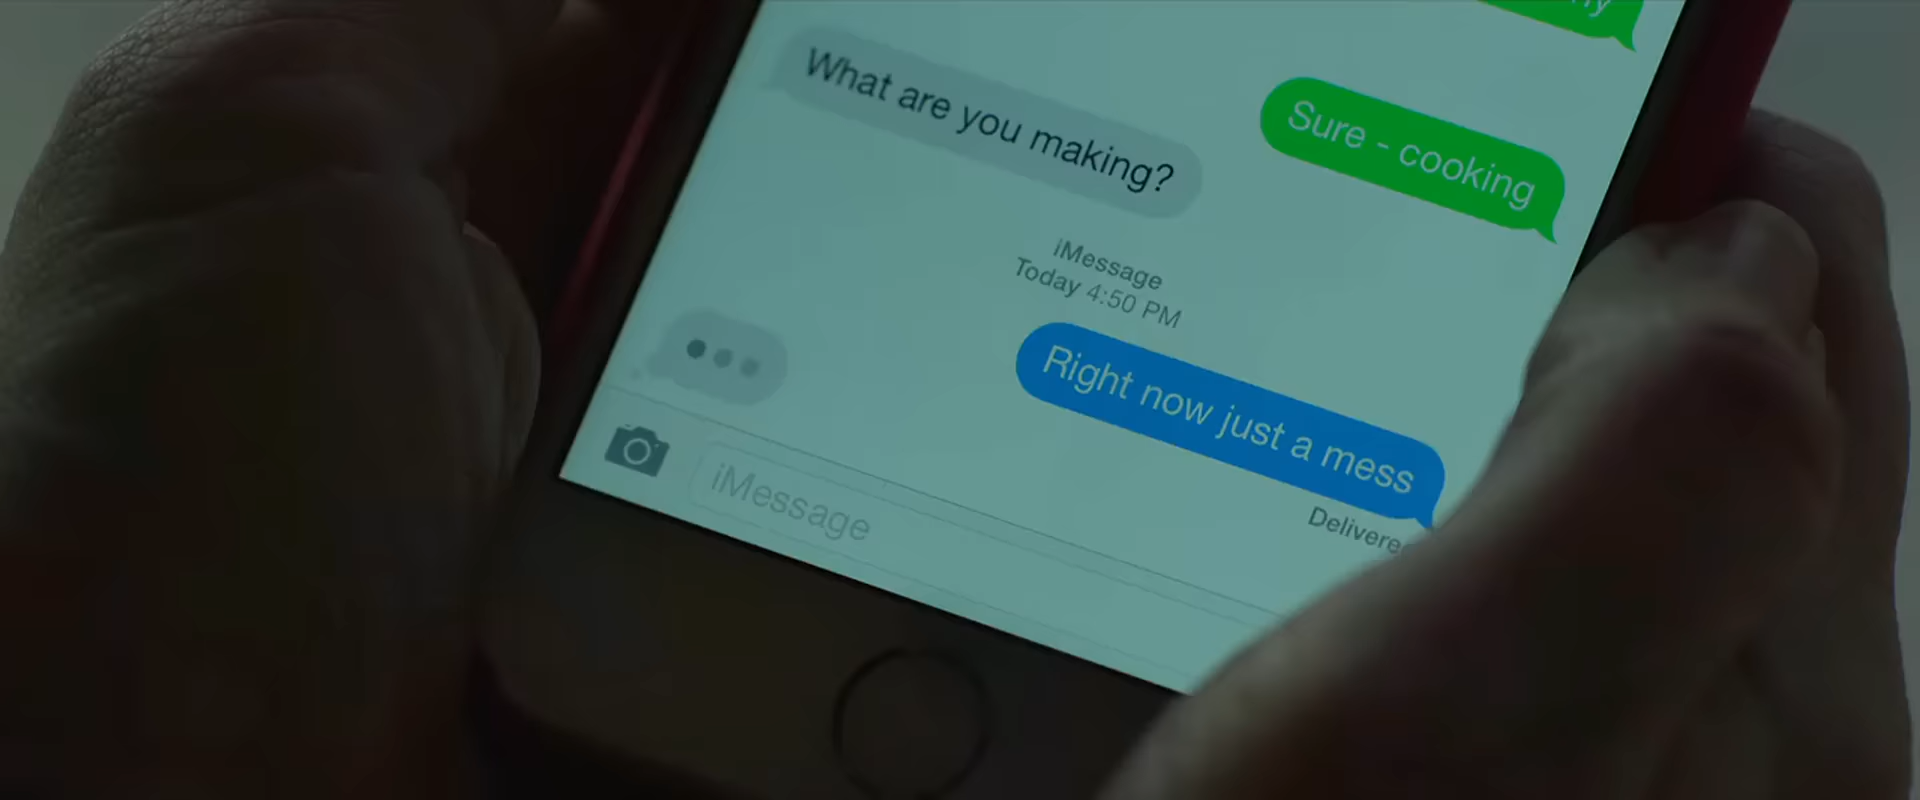 Sure - cooking
What are you making?
iMessage
Today 4:50 PM
Right now just a mess
iMessage